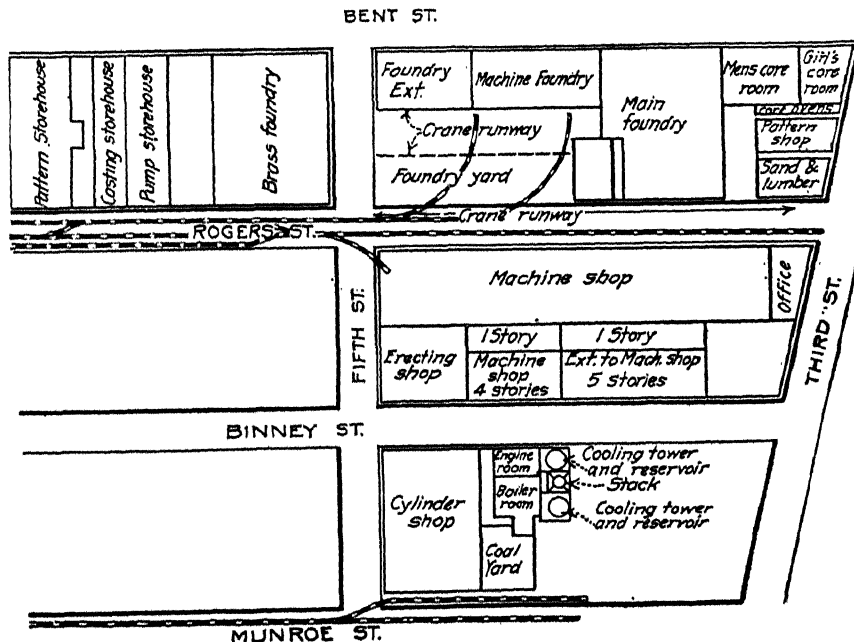 BENT ST.
Pattern Storehouse
Casting storehouse
Pump storehouse
Brass foundry
Foundry
Ext.
Machine Foundry
Main
foundry
Mens core
room
Girl's
core
room
Core ovens
Pattern
shop
Sand &
lumber
Crane runway
Foundry yard
Crane runway
ROGERS ST.
FIFTH ST.
Machine shop
Office
THIRD ST.
Erecting
shop
1 Story
Machine
shop
4 stories
1 Story
Ext. to Mach. shop
5 stories
BINNEY ST.
Cylinder
shop
Engine
room
Boiler
room
Coal
Yard
Cooling tower
and reservoir
Stack
Cooling tower
and reservoir
MUNROE ST.